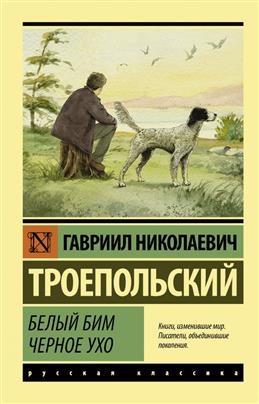 ГАВРИИЛ НИКОЛАЕВИЧ
ТРОЕПОЛЬСКИЙ
БЕЛЫЙ БИМ
ЧЕРНОЕ УХО
Книги, изменившие мир.
Писатели, объединившие
поколения.
русская классика